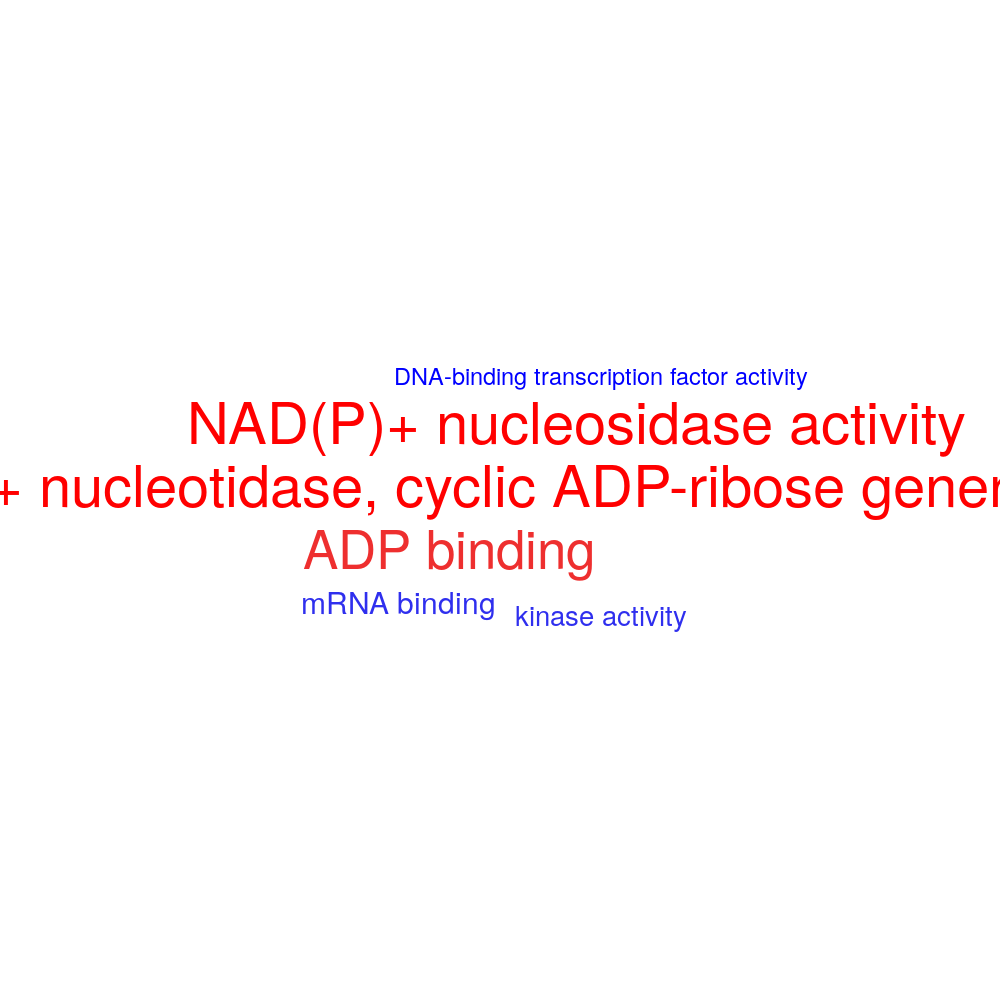 DNA-binding transcription factor activity
NAD(P)+ nucleosidase activity
+ nucleotidase, cyclic ADP-ribose gener
ADP binding
mRNA binding
kinase activity